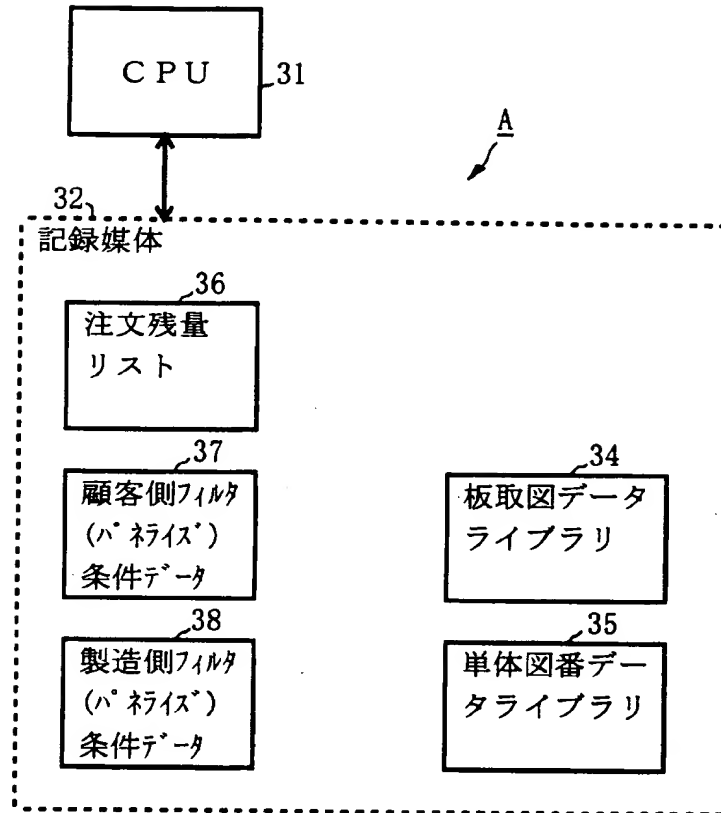 CPU
31
A
32
記録媒体
36
注文残量
リスト
37
顧客側フィルタ
(パネライズ)
条件データ
34
板取図データ
ライブラリ
38
製造側フィルタ
(パネライズ)
条件データ
35
単体図番デー
タライブラリ